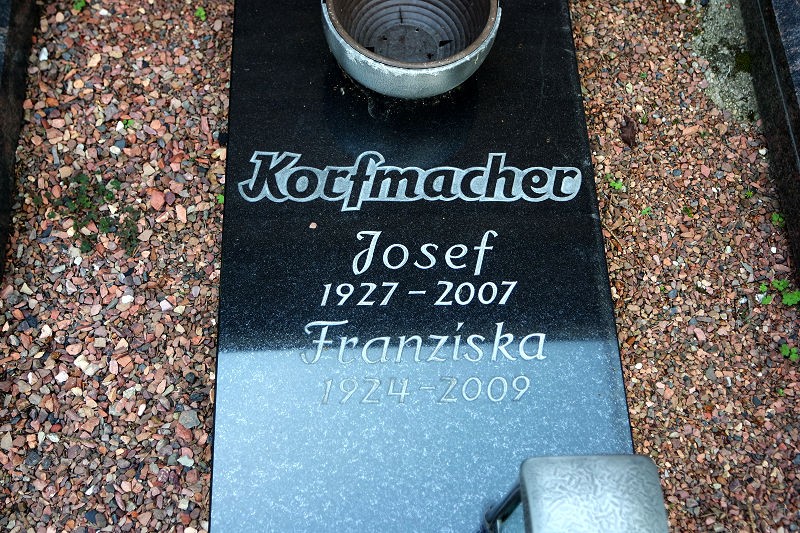 Korfmacher
Josef
1927 - 2007
Franziska
1924 - 2009